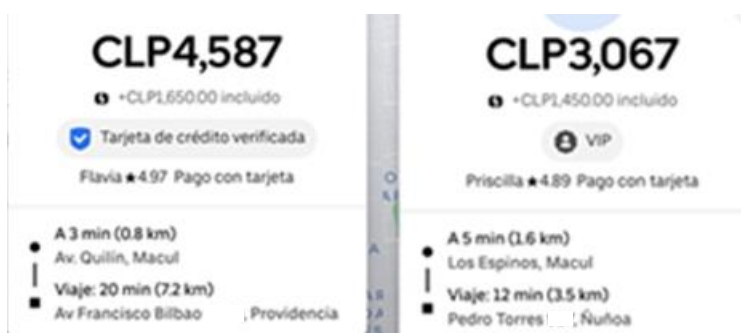 CLP4,587
+CLP1,650.00 incluido
Tarjeta de crédito verificada
Flavia ★4.97 Pago con tarjeta
A 3 min (0.8 km)
Av. Quilín, Macul
Viaje: 20 min (7.2 km)
Av Francisco Bilbao , Providencia
CLP3,067
+CLP1,450.00 incluido
VIP
Priscilla ★4.89 Pago con tarjeta
A 5 min (1.6 km)
Los Espinos, Macul
Viaje: 12 min (3.5 km)
Pedro Torres , Ñuñoa